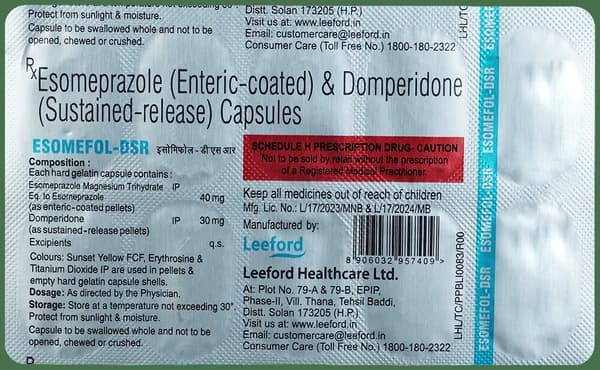 Protect from sunlight & moisture.
Capsule to be swallowed whole and not to be
opened, chewed or crushed.
Distt. Solan 173205 (H.P.)
Visit us at: www.leeford.in
Email: customercare@leeford.in
Consumer Care (Toll Free No.) 1800-180-2322
LHL/TC/
Rx Esomeprazole (Enteric-coated) & Domperidone
(Sustained-release) Capsules
ESOMEFOL-DSR इसोमिफोल - डी एस आर
Composition :
Each hard gelatin capsule contains :
Esomeprazole Magnesium Trihydrate IP
Eq. to Esomeprazole 40 mg
(as enteric-coated pellets)
Domperidone IP 30 mg
(as sustained-release pellets)
Excipients q.s.
Colours: Sunset Yellow FCF, Erythrosine &
Titanium Dioxide IP are used in pellets &
empty hard gelatin capsule shells.
Dosage: As directed by the Physician.
Storage: Store at a temperature not exceeding 30°.
Protect from sunlight & moisture.
Capsule to be swallowed whole and not to be
opened, chewed or crushed.
SCHEDULE H PRESCRIPTION DRUG- CAUTION
Not to be sold by retail without the prescription
of a Registered Medical Practitioner.
Keep all medicines out of reach of children
Mfg. Lic. No.: L/17/2023/MNB & L/17/2024/MB
Manufactured by:
Leeford
8 906032 957409 >
Leeford Healthcare Ltd.
At: Plot No. 79-A & 79-B, EPIP,
Phase-II, Vill. Thana, Tehsil Baddi,
Distt. Solan 173205 (H.P.)
Visit us at: www.leeford.in
Email: customercare@leeford.in
Consumer Care (Toll Free No.) 1800-180-2322
LHL/TC/PPBLI0083/R00
ESOMEFOL-DSR
ESOMEFOL-DSR
ESOMEFOL-DSR
ESOMEFOL-DSR